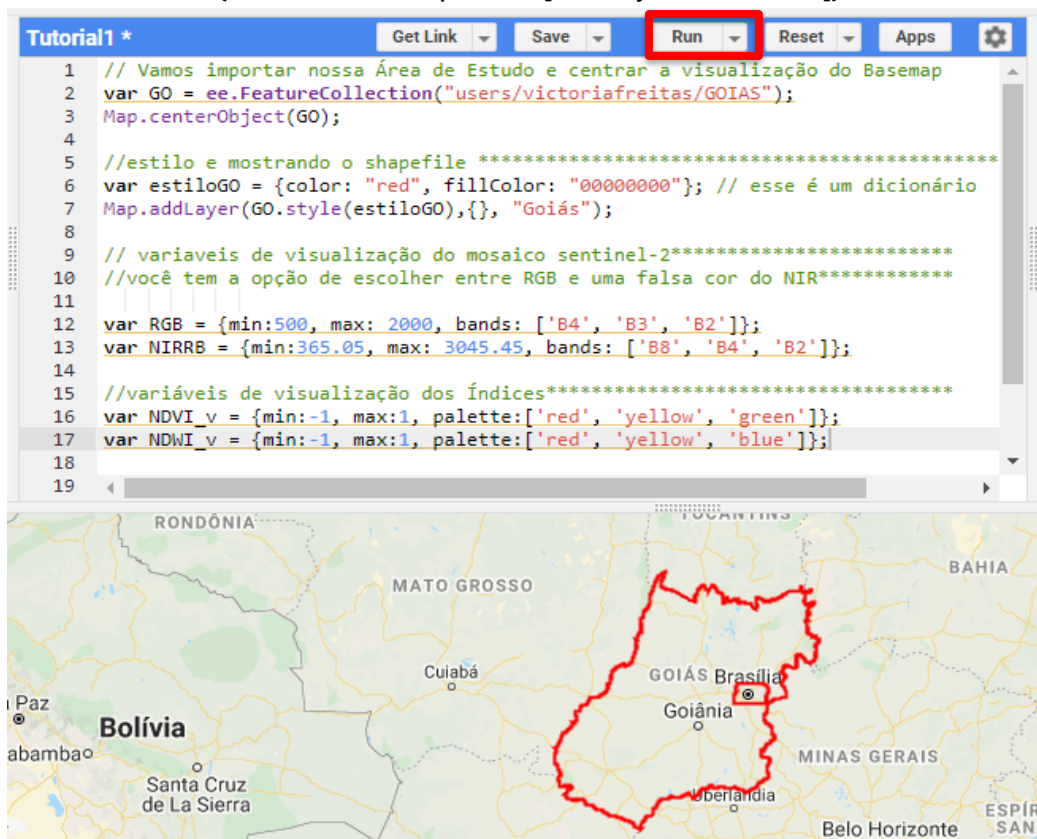 Tutorial1 *
Get Link
Save
Run
Reset
Apps
1 // Vamos importar nossa Área de Estudo e centrar a visualização do Basemap
2 var GO = ee.FeatureCollection("users/victoriafreitas/GOIAS");
3 Map.centerObject(GO);
4
5 //estilo e mostrando o shapefile **********************************************
6 var estiloGO = {color: "red", fillColor: "00000000"}; // esse é um dicionário
7 Map.addLayer(GO.style(estiloGO),{}, "Goiás");
8
9 // variaveis de visualização do mosaico sentinel-2*************************
10 //você tem a opção de escolher entre RGB e uma falsa cor do NIR************
11
12 var RGB = {min:500, max: 2000, bands: ['B4', 'B3', 'B2']};
13 var NIRRB = {min:365.05, max: 3045.45, bands: ['B8', 'B4', 'B2']};
14
15 //variáveis de visualização dos Índices************************************
16 var NDVI_v = {min:-1, max:1, palette:['red', 'yellow', 'green']};
17 var NDWI_v = {min:-1, max:1, palette:['red', 'yellow', 'blue']};
18
19
RONDÔNIA
TOCANTINS
BAHIA
MATO GROSSO
Cuiabá
GOIÁS
Brasília
Paz
Goiânia
Bolívia
abamba
MINAS GERAIS
Santa Cruz
de La Sierra
Uberlândia
ESPÍR
SAN
Belo Horizonte